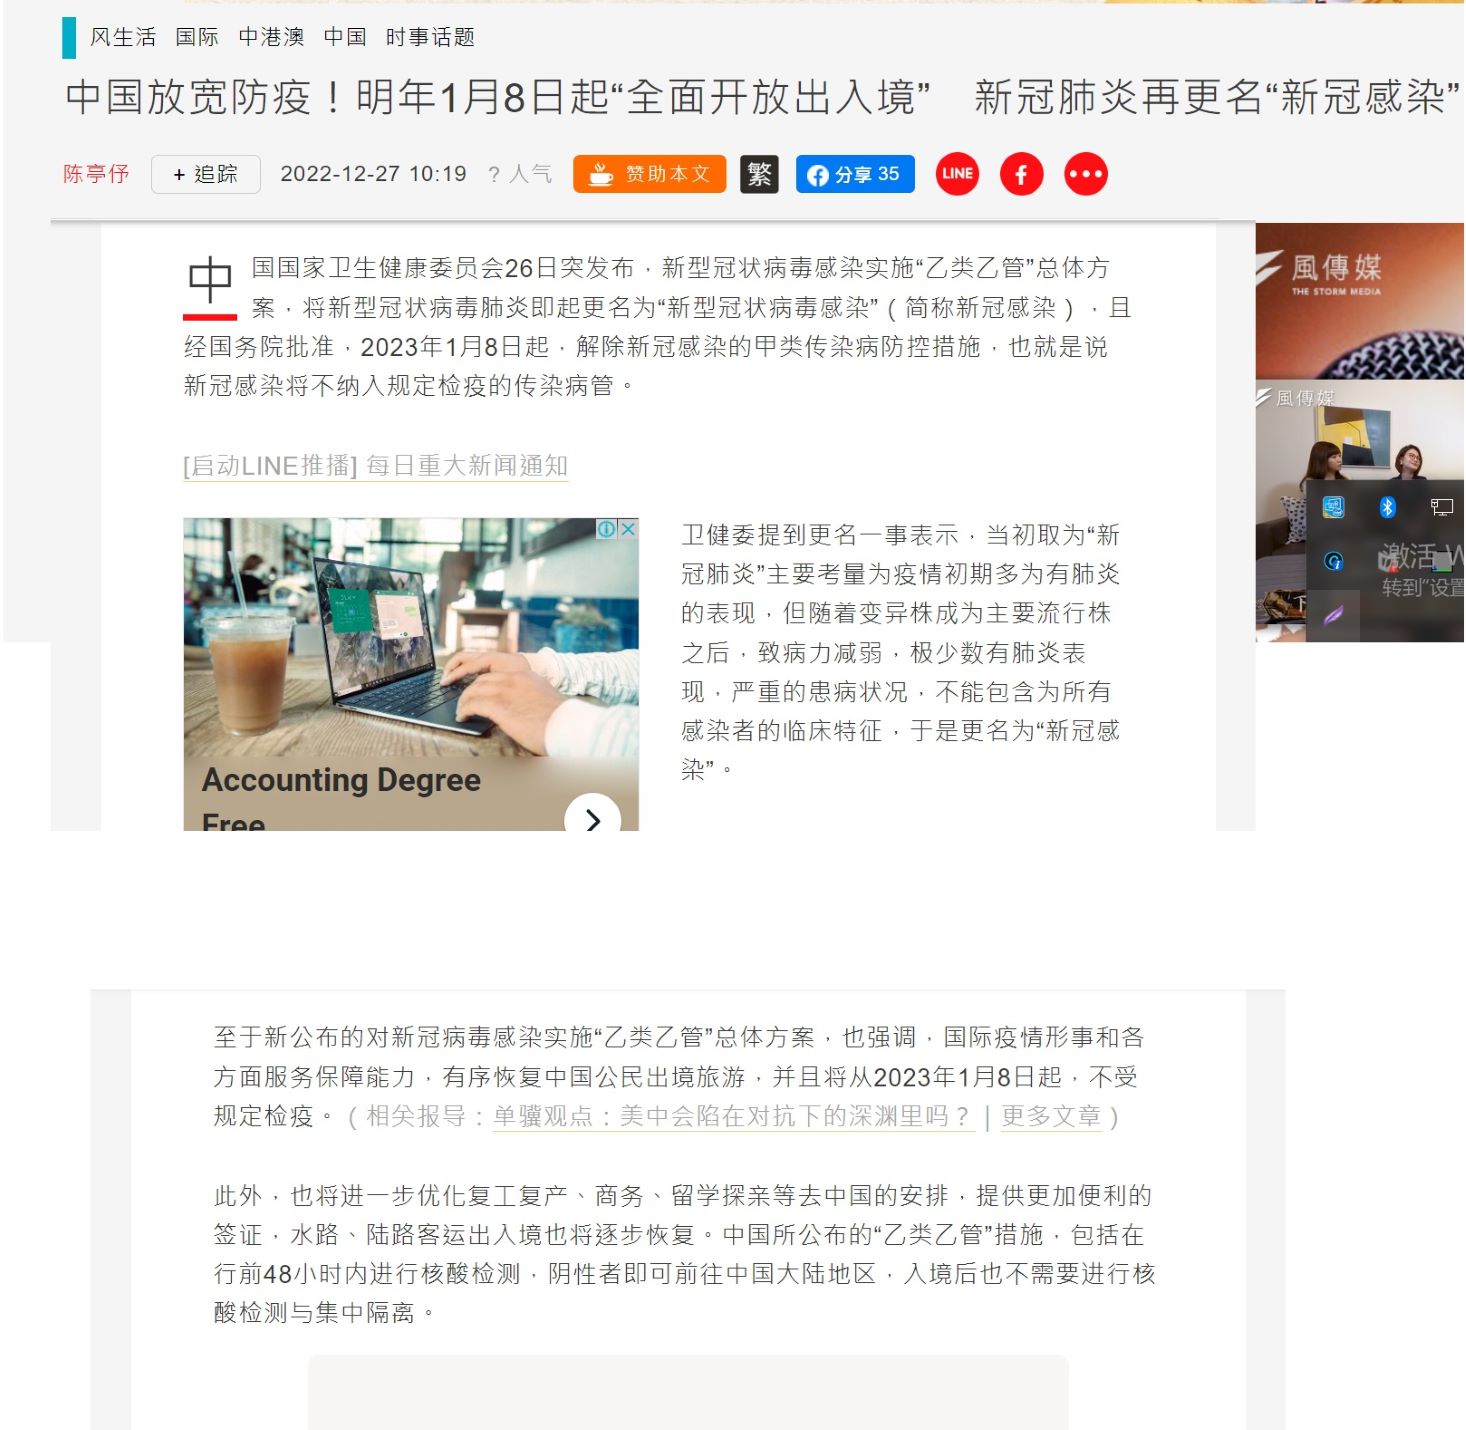 风生活 国际 中港澳 中国 时事话题
中国放宽防疫！明年1月8日起“全面开放出入境” 新冠肺炎再更名“新冠感染”
陈亭伃 + 追踪 2022-12-27 10:19 ? 人气 赞助本文 繁 分享 35 LINE
中国国家卫生健康委员会26日突发布，新型冠状病毒感染实施“乙类乙管”总体方
案，将新型冠状病毒肺炎即起更名为“新型冠状病毒感染”（简称新冠感染），且
经国务院批准，2023年1月8日起，解除新冠感染的甲类传染病防控措施，也就是说
新冠感染将不纳入规定检疫的传染病管。
[启动LINE推播] 每日重大新闻通知
卫健委提到更名一事表示，当初取为“新
冠肺炎”主要考量为疫情初期多为有肺炎
的表现，但随着变异株成为主要流行株
之后，致病力减弱，极少数有肺炎表
现，严重的患病状况，不能包含为所有
感染者的临床特征，于是更名为“新冠感
染”。
Accounting Degree
Free
風傳媒
THE STORM MEDIA
風傳媒
激活 W
转到“设置
至于新公布的对新冠病毒感染实施“乙类乙管”总体方案，也强调，国际疫情形事和各
方面服务保障能力，有序恢复中国公民出境旅游，并且将从2023年1月8日起，不受
规定检疫。（相关报导：单骥观点：美中会陷在对抗下的深渊里吗？｜更多文章）
此外，也将进一步优化复工复产、商务、留学探亲等去中国的安排，提供更加便利的
签证，水路、陆路客运出入境也将逐步恢复。中国所公布的“乙类乙管”措施，包括在
行前48小时内进行核酸检测，阴性者即可前往中国大陆地区，入境后也不需要进行核
酸检测与集中隔离。